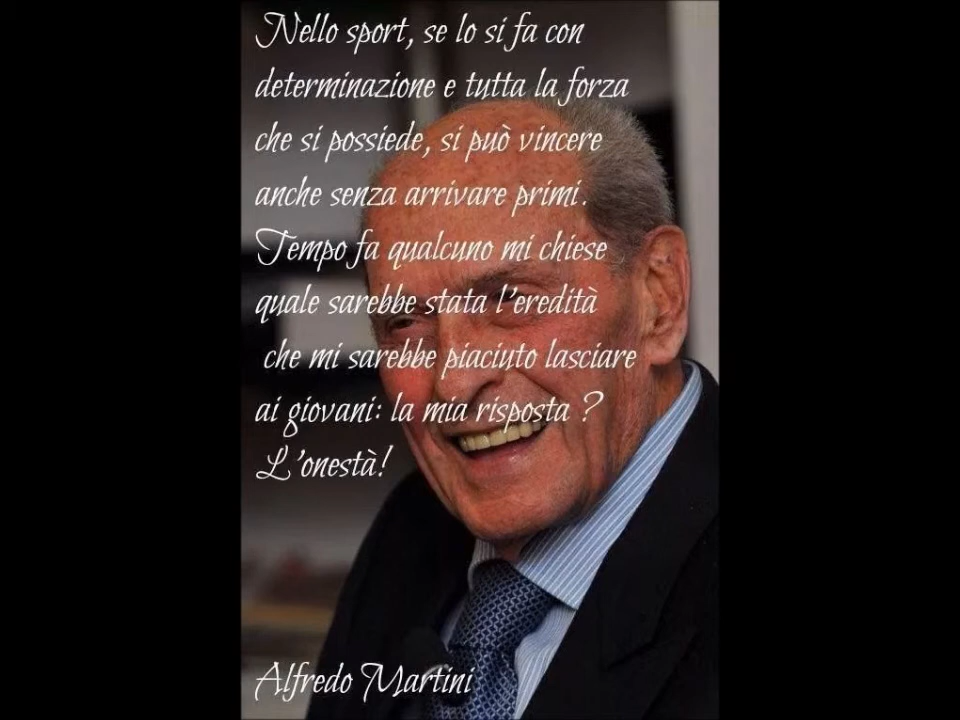 Nello sport, se lo si fa con
determinazione e tutta la forza
che si possiede, si può vincere
anche senza arrivare primi.
Tempo fa qualcuno mi chiese
quale sarebbe stata l'eredità
che mi sarebbe piaciuto lasciare
ai giovani: la mia risposta ?
L'onestà!
Alfredo Martini